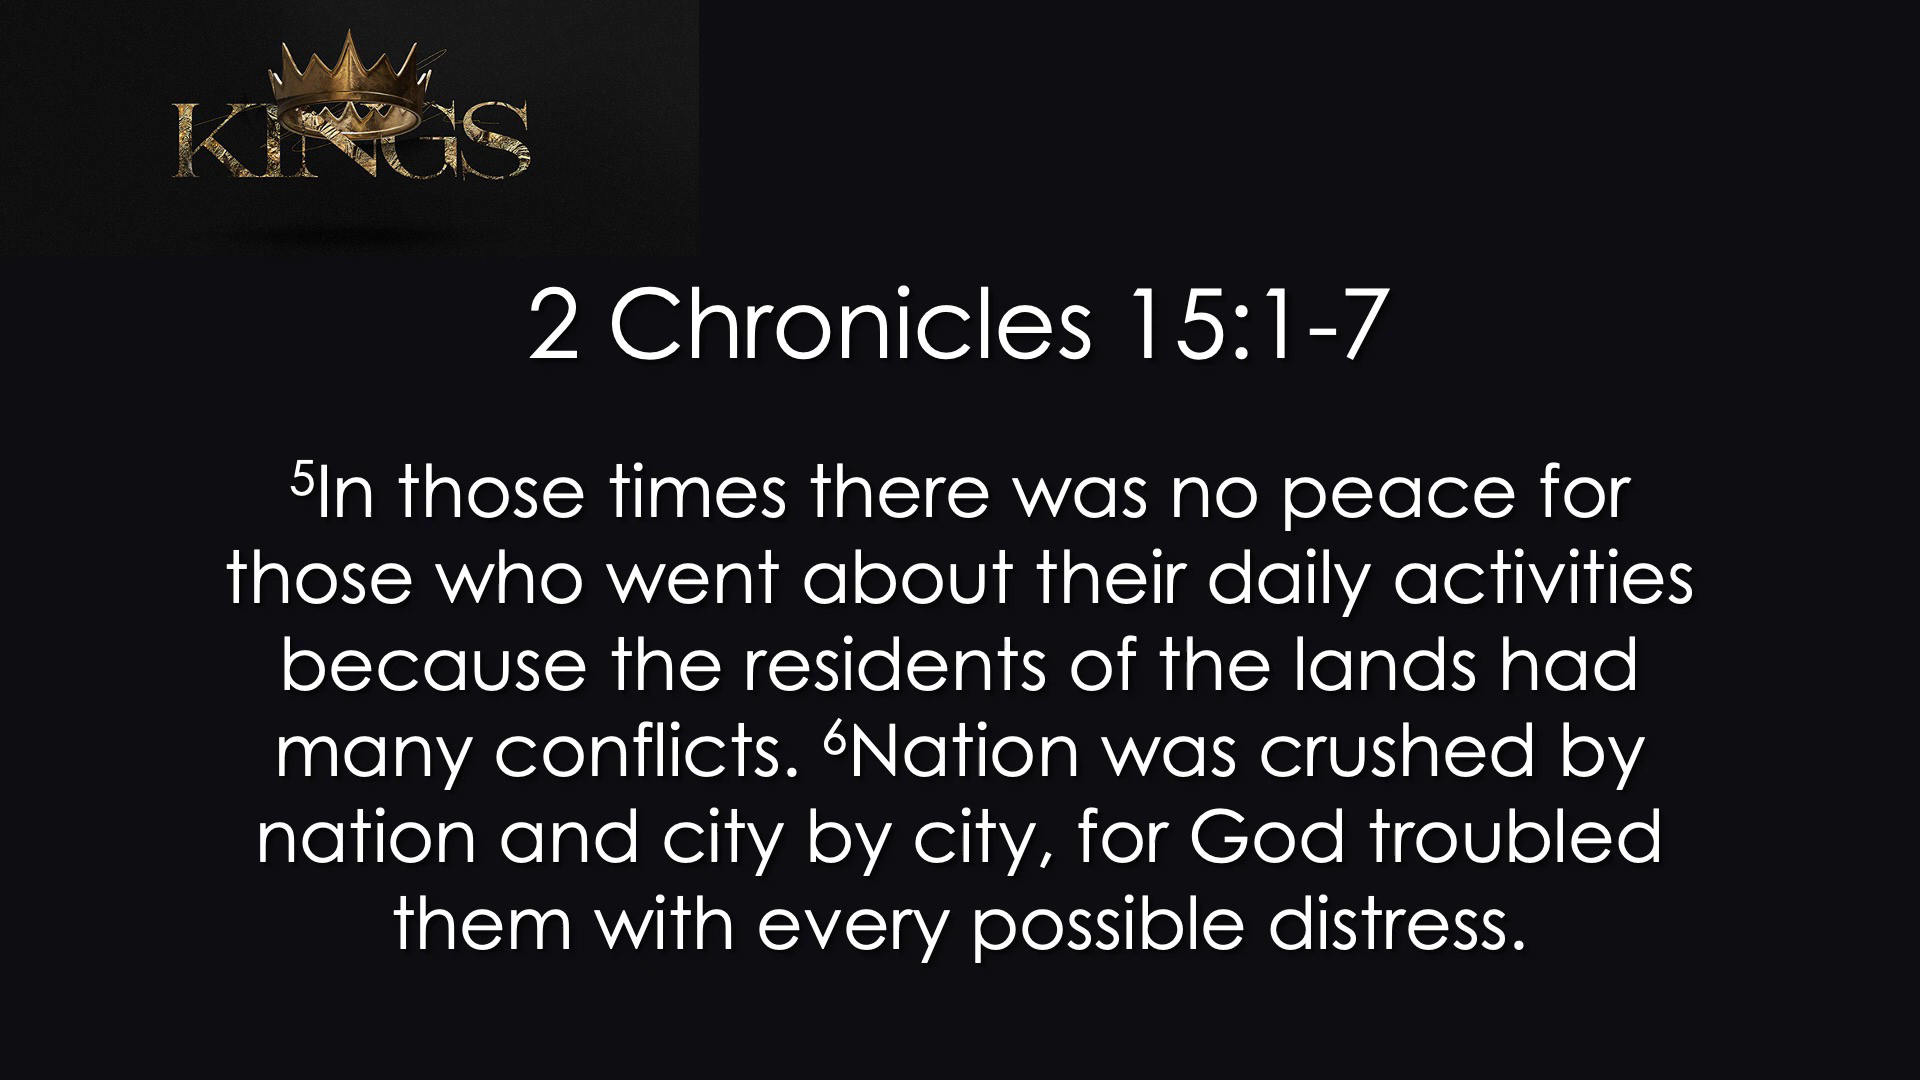 KINGS
2 Chronicles 15:1-7
⁵In those times there was no peace for
those who went about their daily activities
because the residents of the lands had
many conflicts. ⁶Nation was crushed by
nation and city by city, for God troubled
them with every possible distress.